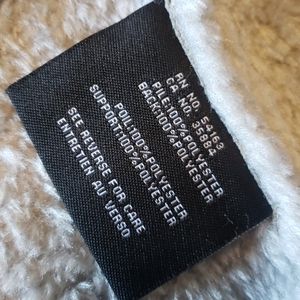 RN NO. 54163
CA NO. 35884
PILE:100%POLYESTER
BACK:100%POLYESTER
POIL:100%POLYESTER
SUPPORT:100%POLYESTER
SEE REVERSE FOR CARE
ENTRETIEN AU VERSO